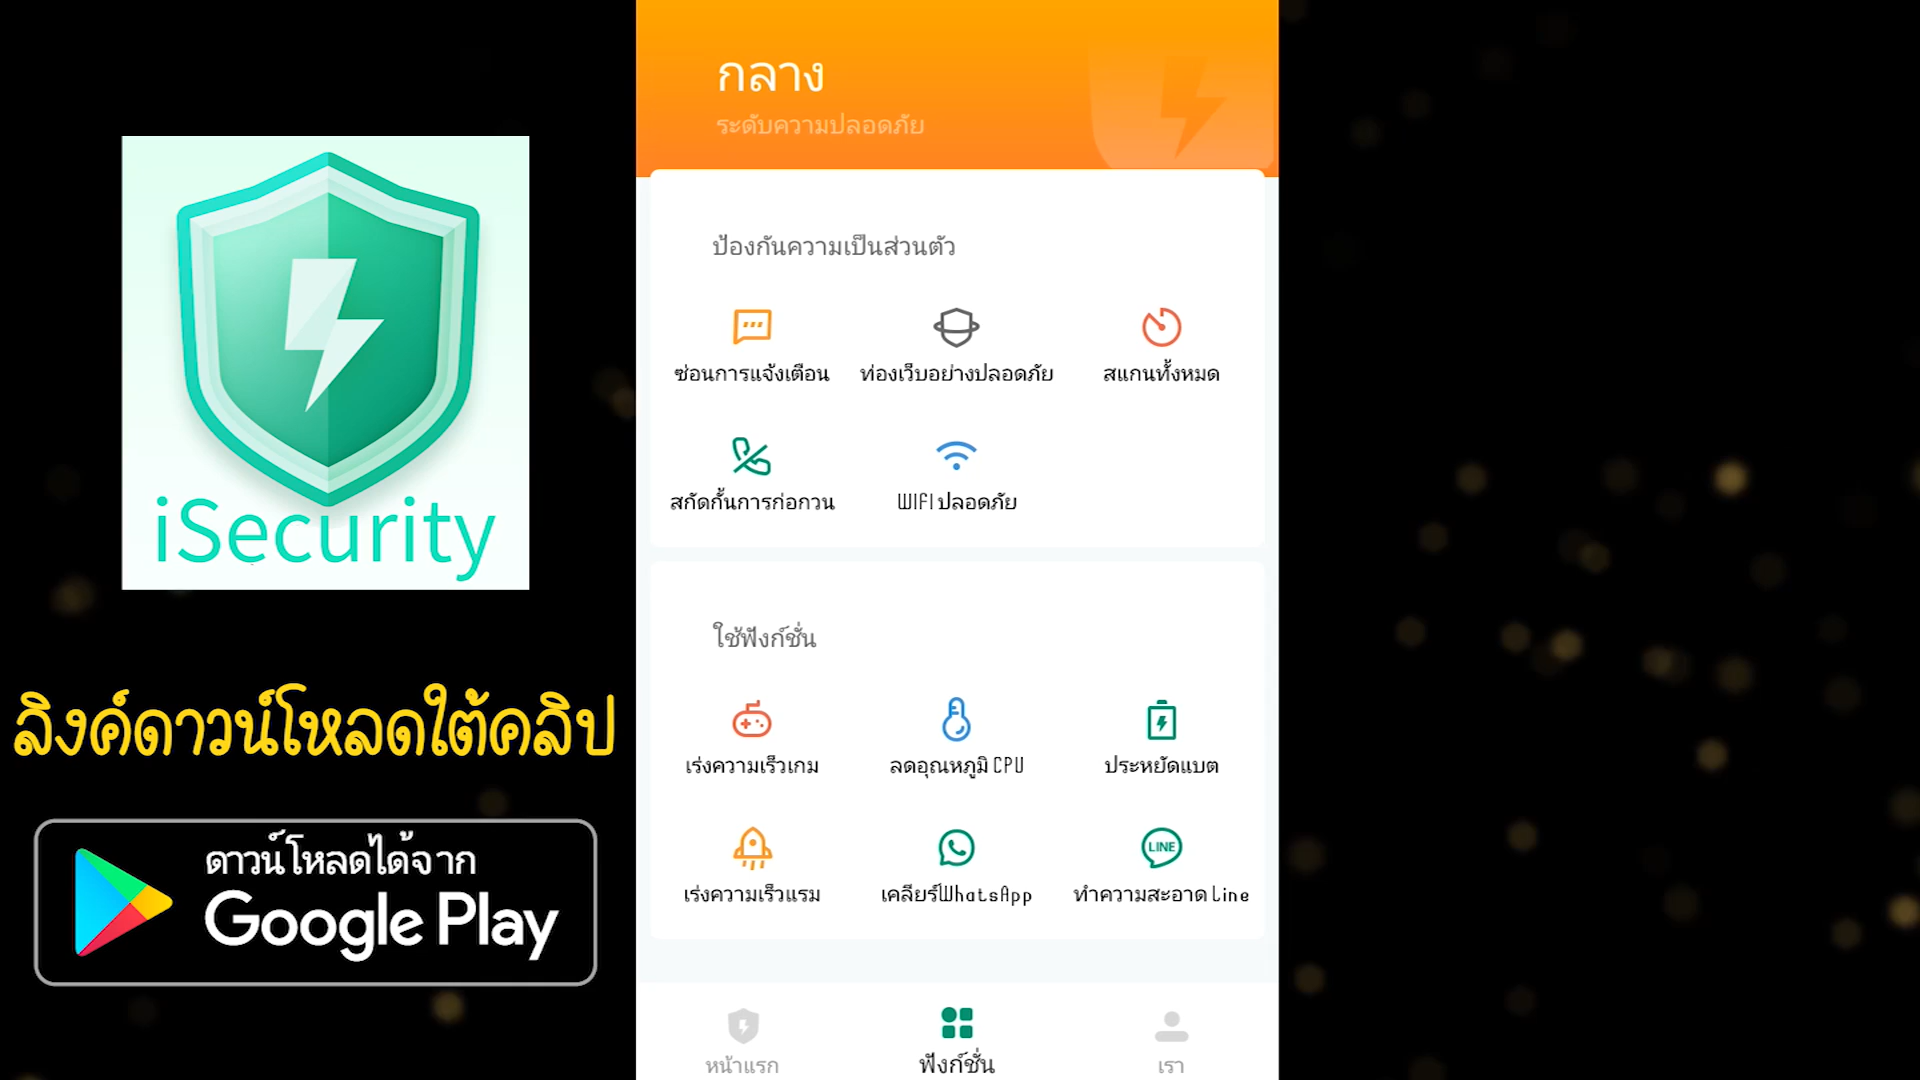 iSecurity
ลิงค์ดาวน์โหลดใต้คลิป
ดาวน์โหลดได้จาก
Google Play
กลาง
ระดับความปลอดภัย
ป้องกันความเป็นส่วนตัว
ซ่อนการแจ้งเตือน
ท่องเว็บอย่างปลอดภัย
สแกนทั้งหมด
สกัดกั้นการก่อกวน
WIFI ปลอดภัย
ใช้ฟังก์ชั่น
เร่งความเร็วเกม
ลดอุณหภูมิ CPU
ประหยัดแบต
LINE
เร่งความเร็วแรม
เคลียร์WhatsApp
ทำความสะอาด Line
หน้าแรก
ฟังก์ชั่น
เรา